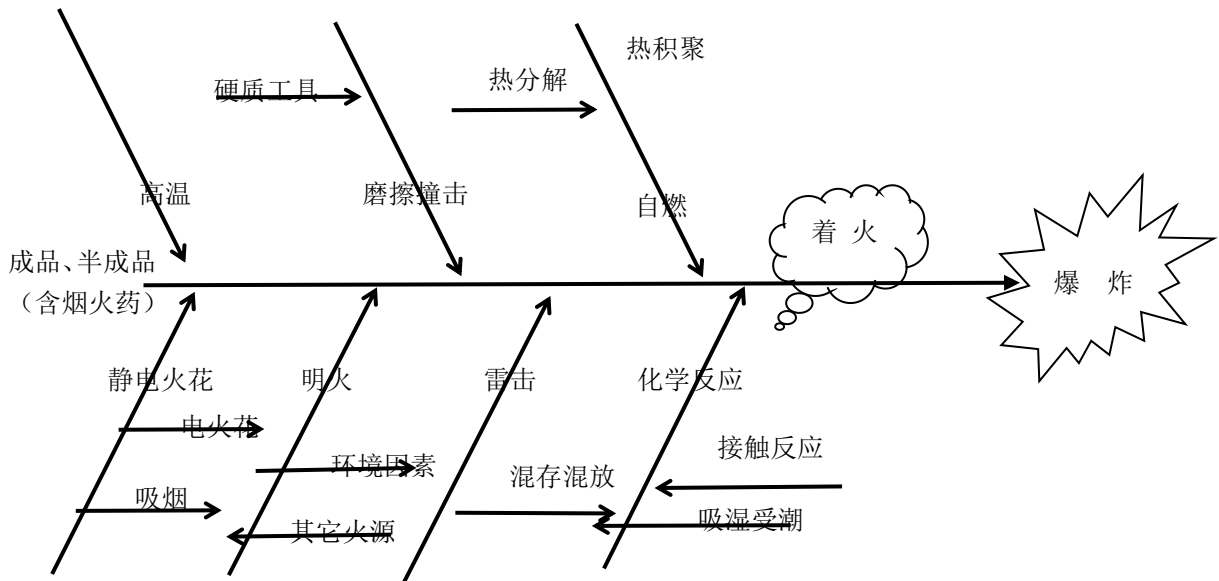 热积聚
热分解
硬质工具
高温
磨擦撞击
自燃
着 火
成品、半成品
（含烟火药）
爆 炸
静电火花
明火
雷击
化学反应
电火花
接触反应
环境因素
混存混放
吸烟
吸湿受潮
其它火源